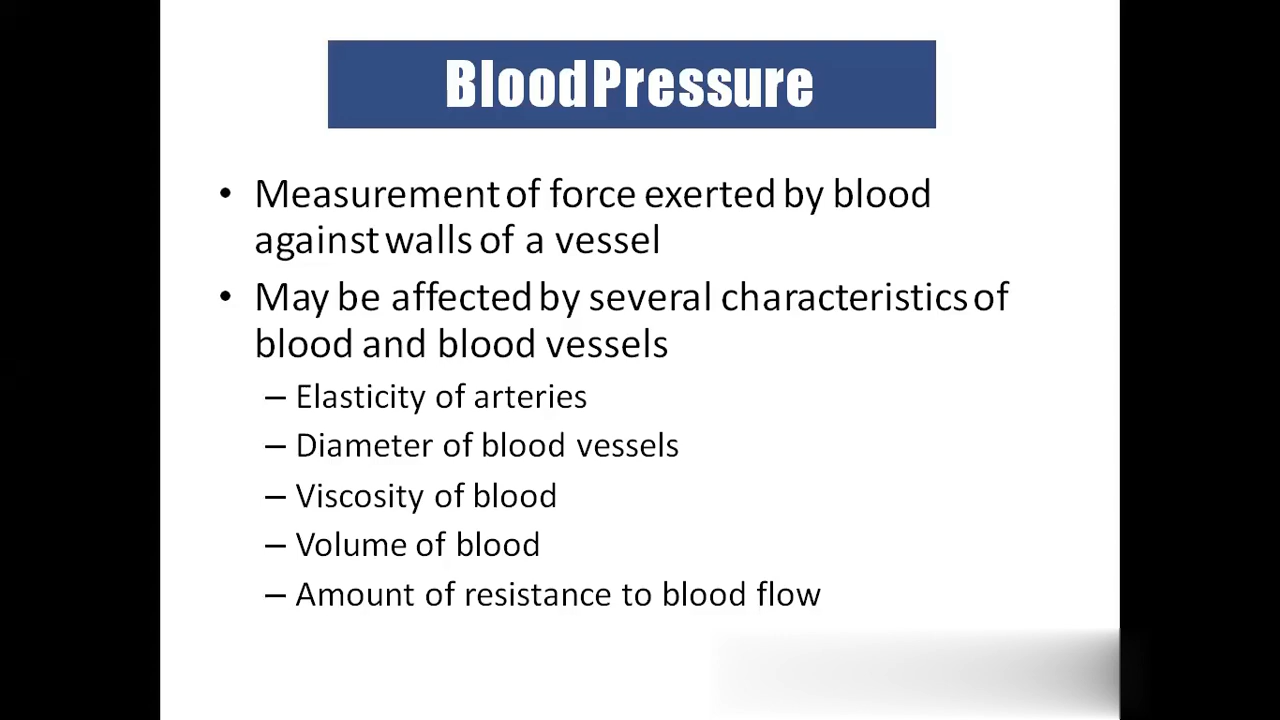 Blood Pressure
• Measurement of force exerted by blood
against walls of a vessel
• May be affected by several characteristics of
blood and blood vessels
– Elasticity of arteries
– Diameter of blood vessels
– Viscosity of blood
– Volume of blood
– Amount of resistance to blood flow